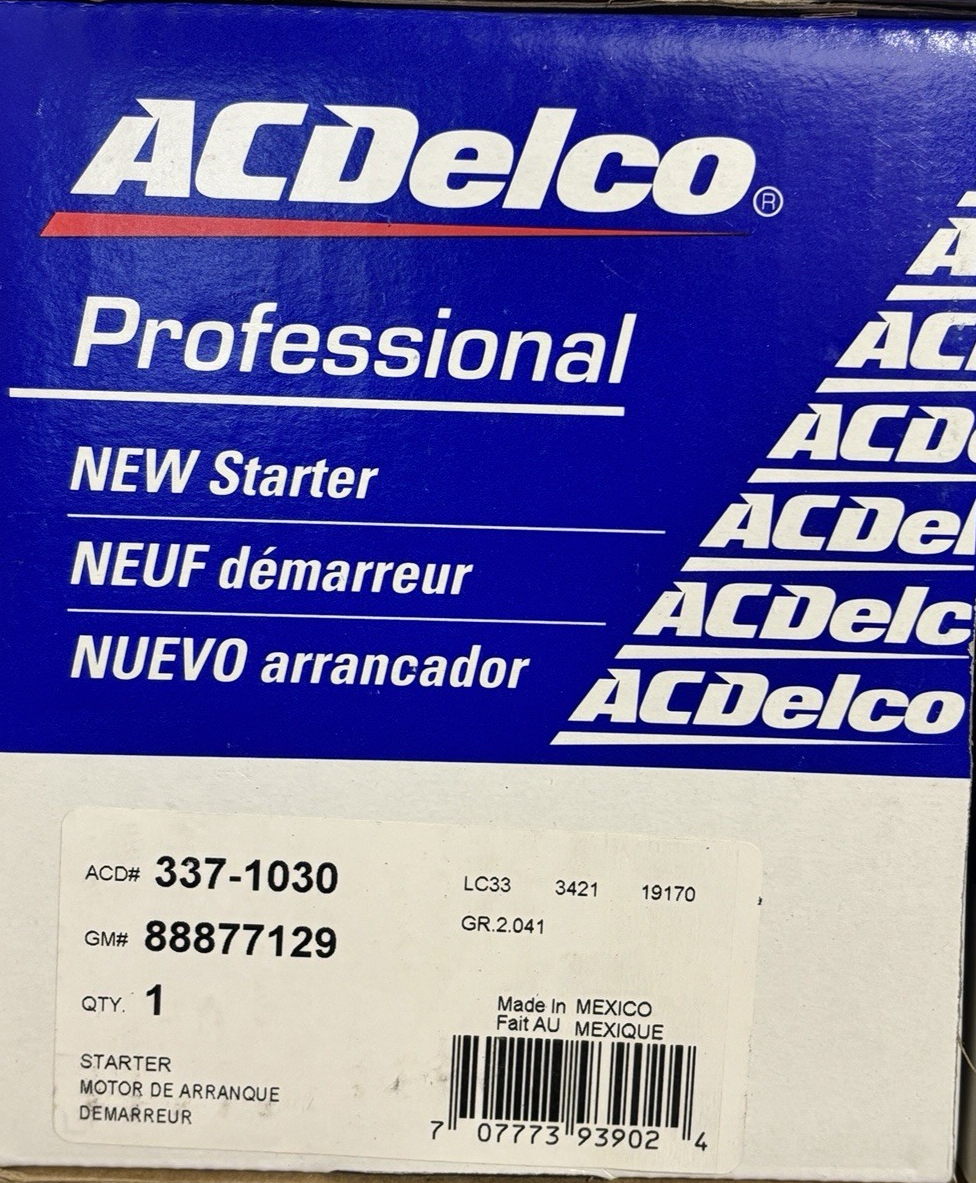 ACDelco®
Professional
NEW Starter
NEUF démarreur
NUEVO arrancador
ACDelco
ACDelco
ACD# 337-1030
GM# 88877129
QTY. 1
STARTER
MOTOR DE ARRANQUE
DEMARREUR
LC33 3421 19170
GR.2.041
Made In MEXICO
Fait AU MEXIQUE
7 07773 93902 4